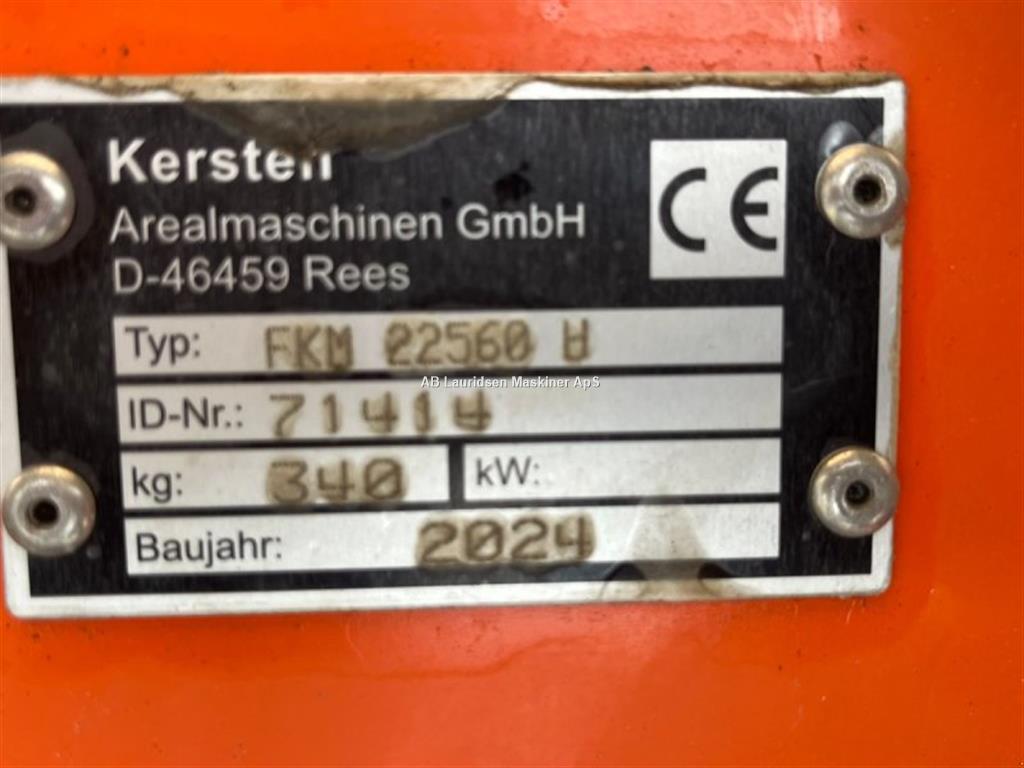 Kersten
Arealmaschinen GmbH
D-46459 Rees
CE
Typ: FKM 22560 H
AB Lauridsen Maskiner ApS
ID-Nr.: 71414
kg: 340 kW:
Baujahr: 2024